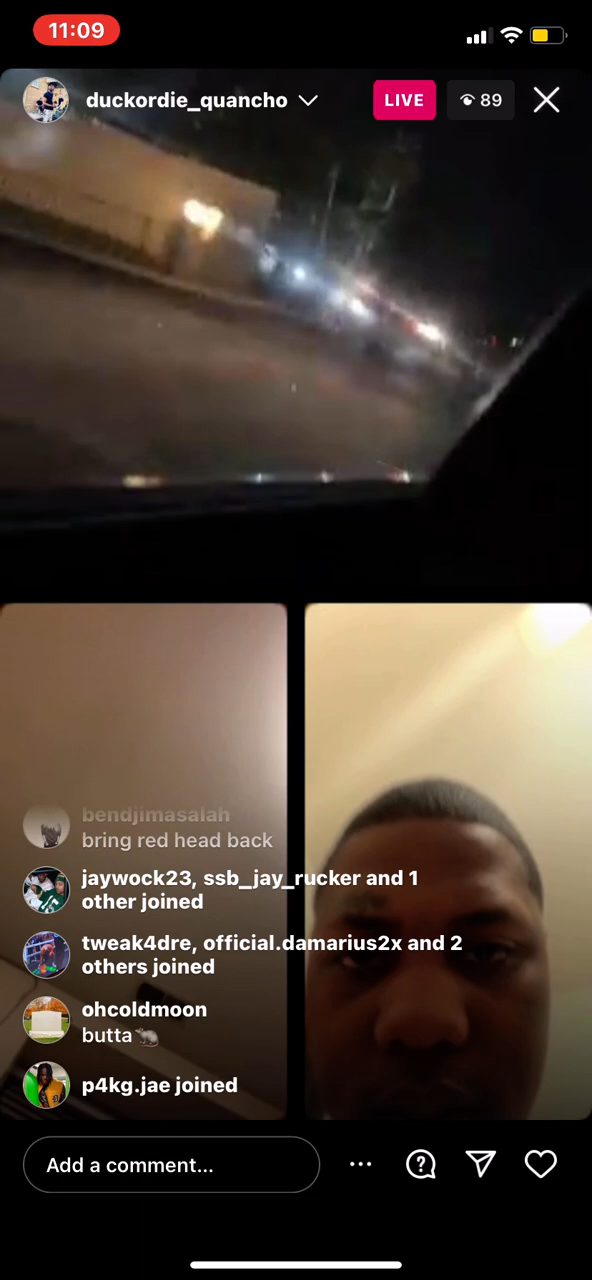 11:09
duckordie_quancho
LIVE
89
bendjimasalah
bring red head back
jaywock23, ssb_jay_rucker and 1
other joined
tweak4dre, official.damarius2x and 2
others joined
ohcoldmoon
butta🐀
p4kg.jae joined
Add a comment...